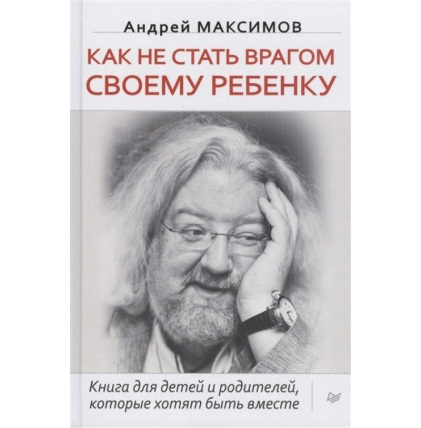 Андрей МАКСИМОВ
КАК НЕ СТАТЬ ВРАГОМ
СВОЕМУ РЕБЕНКУ
Книга для детей и родителей,
которые хотят быть вместе